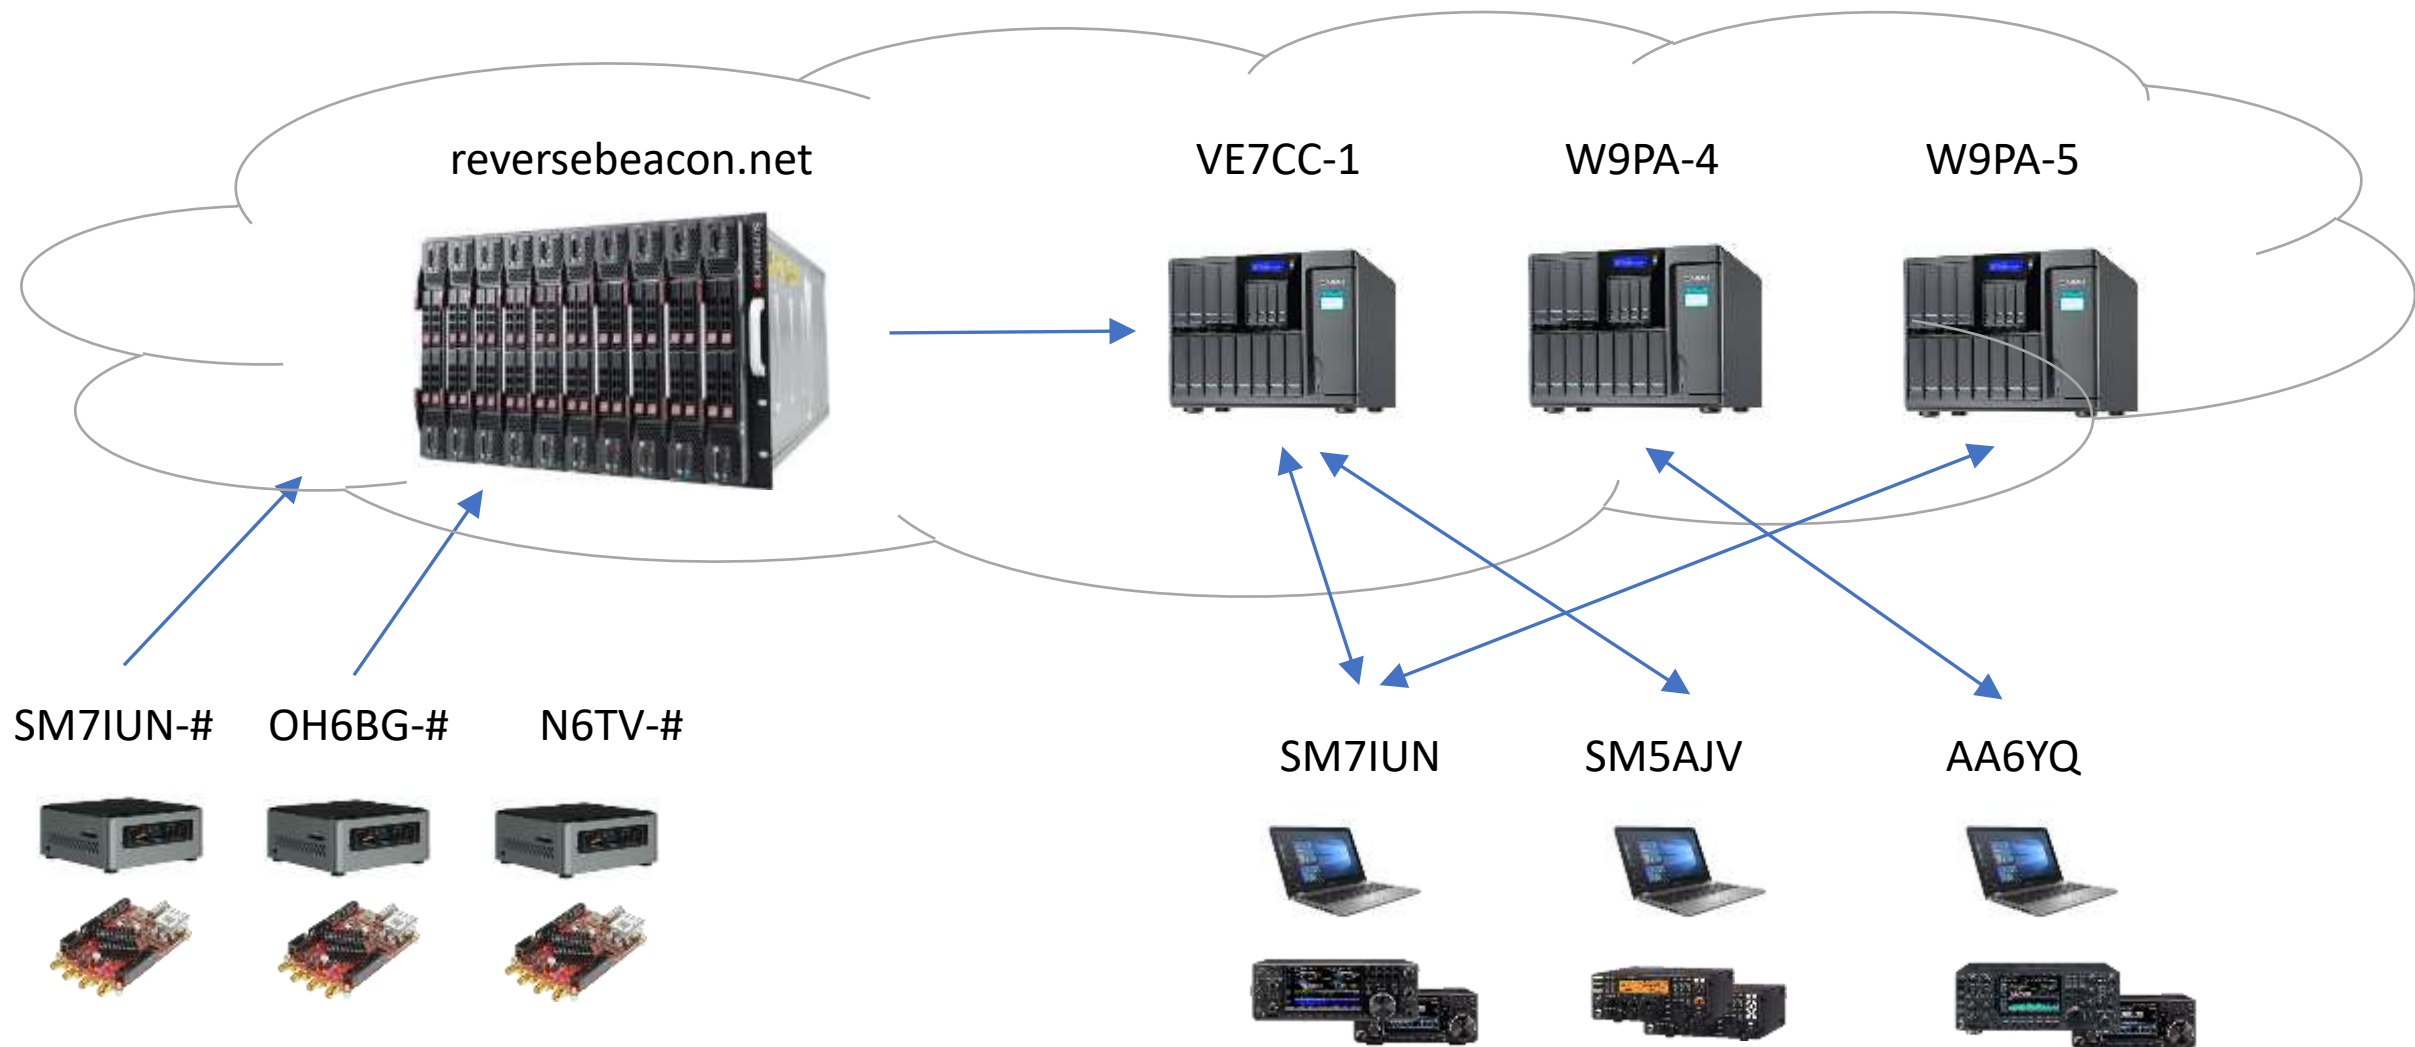 reversebeacon.net
VE7CC-1
W9PA-4
W9PA-5
SM7IUN-#
OH6BG-#
N6TV-#
SM7IUN
SM5AJV
AA6YQ